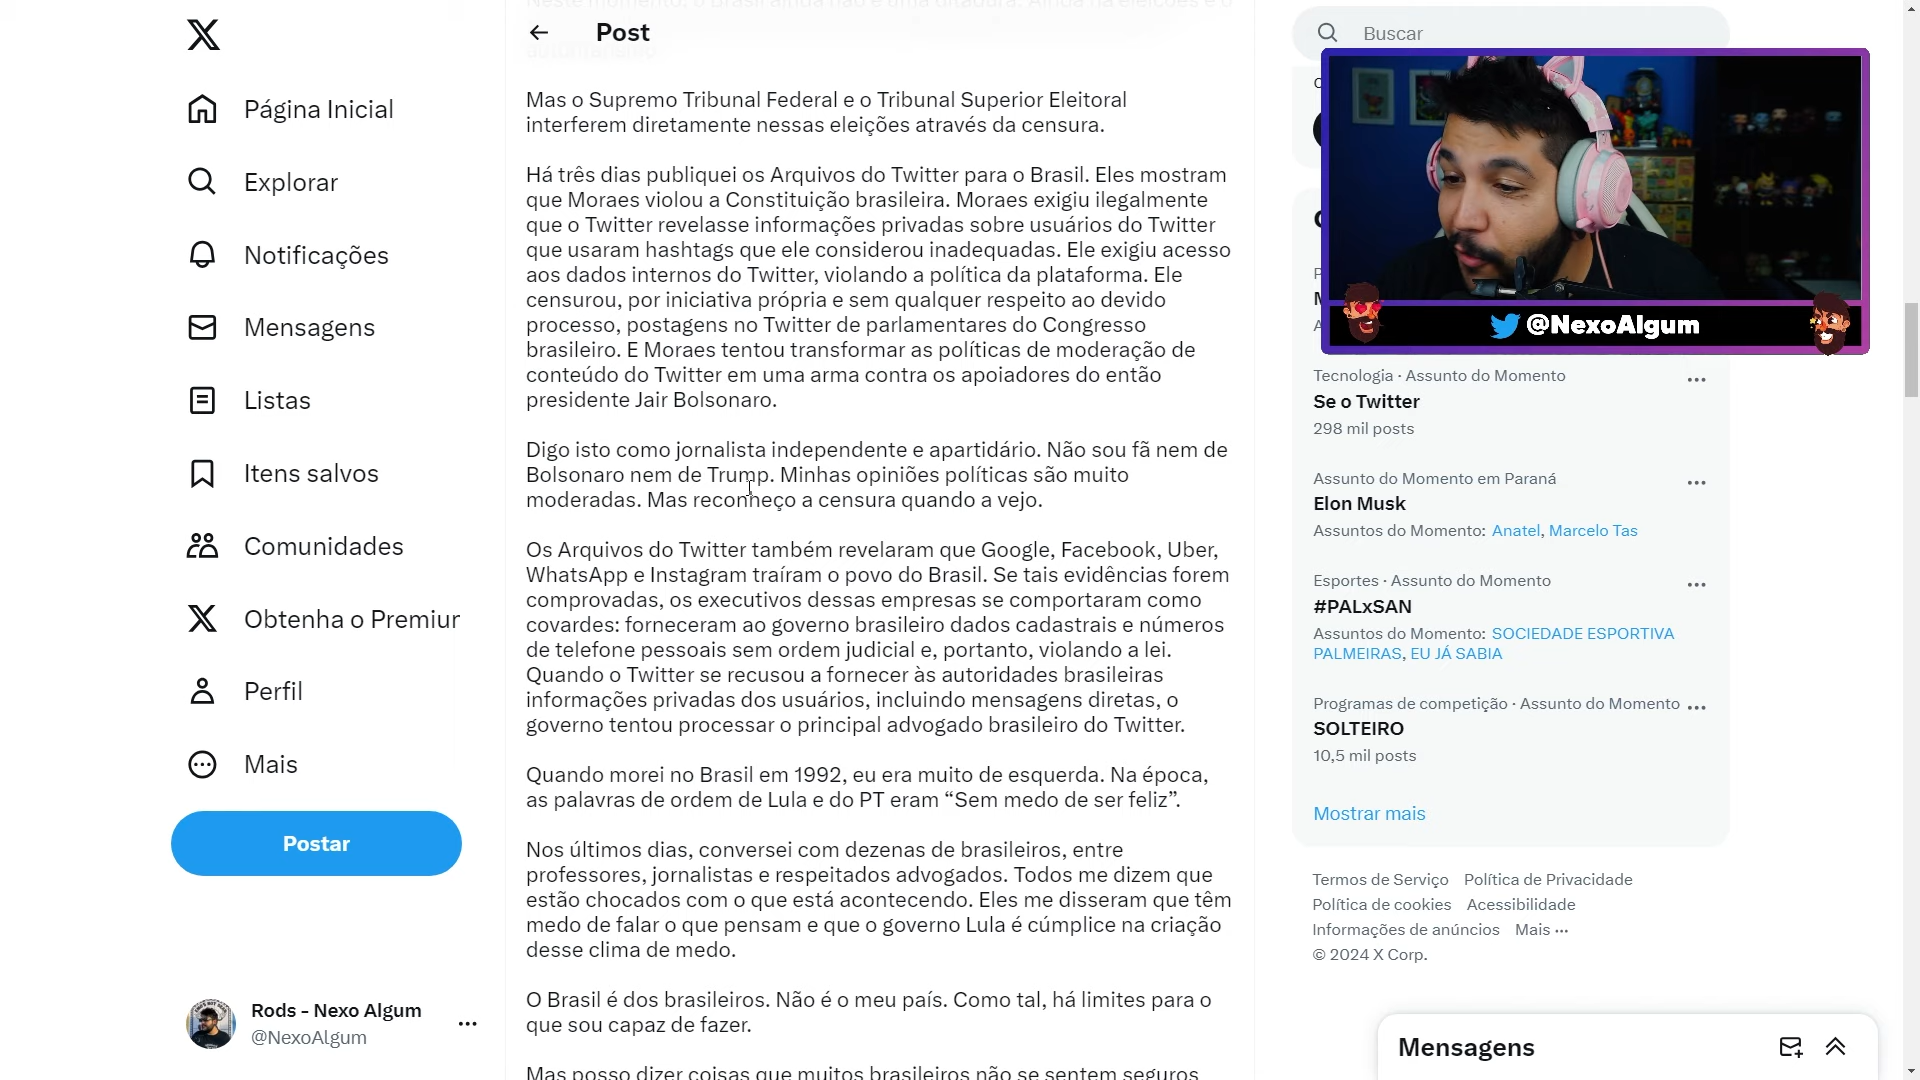 Post
Página Inicial
Explorar
Notificações
Mensagens
Listas
Itens salvos
Comunidades
Obtenha o Premiur
Perfil
Mais
Postar
Rods - Nexo Algum
@NexoAlgum
Mas o Supremo Tribunal Federal e o Tribunal Superior Eleitoral
interferem diretamente nessas eleições através da censura.
Há três dias publiquei os Arquivos do Twitter para o Brasil. Eles mostram
que Moraes violou a Constituição brasileira. Moraes exigiu ilegalmente
que o Twitter revelasse informações privadas sobre usuários do Twitter
que usaram hashtags que ele considerou inadequadas. Ele exigiu acesso
aos dados internos do Twitter, violando a política da plataforma. Ele
censurou, por iniciativa própria e sem qualquer respeito ao devido
processo, postagens no Twitter de parlamentares do Congresso
brasileiro. E Moraes tentou transformar as políticas de moderação de
conteúdo do Twitter em uma arma contra os apoiadores do então
presidente Jair Bolsonaro.
Digo isto como jornalista independente e apartidário. Não sou fã nem de
Bolsonaro nem de Trump. Minhas opiniões políticas são muito
moderadas. Mas reconheço a censura quando a vejo.
Os Arquivos do Twitter também revelaram que Google, Facebook, Uber,
WhatsApp e Instagram traíram o povo do Brasil. Se tais evidências forem
comprovadas, os executivos dessas empresas se comportaram como
covardes: forneceram ao governo brasileiro dados cadastrais e números
de telefone pessoais sem ordem judicial e, portanto, violando a lei.
Quando o Twitter se recusou a fornecer às autoridades brasileiras
informações privadas dos usuários, incluindo mensagens diretas, o
governo tentou processar o principal advogado brasileiro do Twitter.
Quando morei no Brasil em 1992, eu era muito de esquerda. Na época,
as palavras de ordem de Lula e do PT eram “Sem medo de ser feliz”.
Nos últimos dias, conversei com dezenas de brasileiros, entre
professores, jornalistas e respeitados advogados. Todos me dizem que
estão chocados com o que está acontecendo. Eles me disseram que têm
medo de falar o que pensam e que o governo Lula é cúmplice na criação
desse clima de medo.
O Brasil é dos brasileiros. Não é o meu país. Como tal, há limites para o
que sou capaz de fazer.
Mas posso dizer coisas que muitos brasileiros não se sentem seguros
Buscar
@NexoAlgum
Tecnologia · Assunto do Momento
Se o Twitter
298 mil posts
Assunto do Momento em Paraná
Elon Musk
Assuntos do Momento: Anatel, Marcelo Tas
Esportes · Assunto do Momento
#PALxSAN
Assuntos do Momento: SOCIEDADE ESPORTIVA
PALMEIRAS, EU JÁ SABIA
Programas de competição · Assunto do Momento
SOLTEIRO
10,5 mil posts
Mostrar mais
Termos de Serviço Política de Privacidade
Política de cookies Acessibilidade
Informações de anúncios Mais ···
© 2024 X Corp.
Mensagens